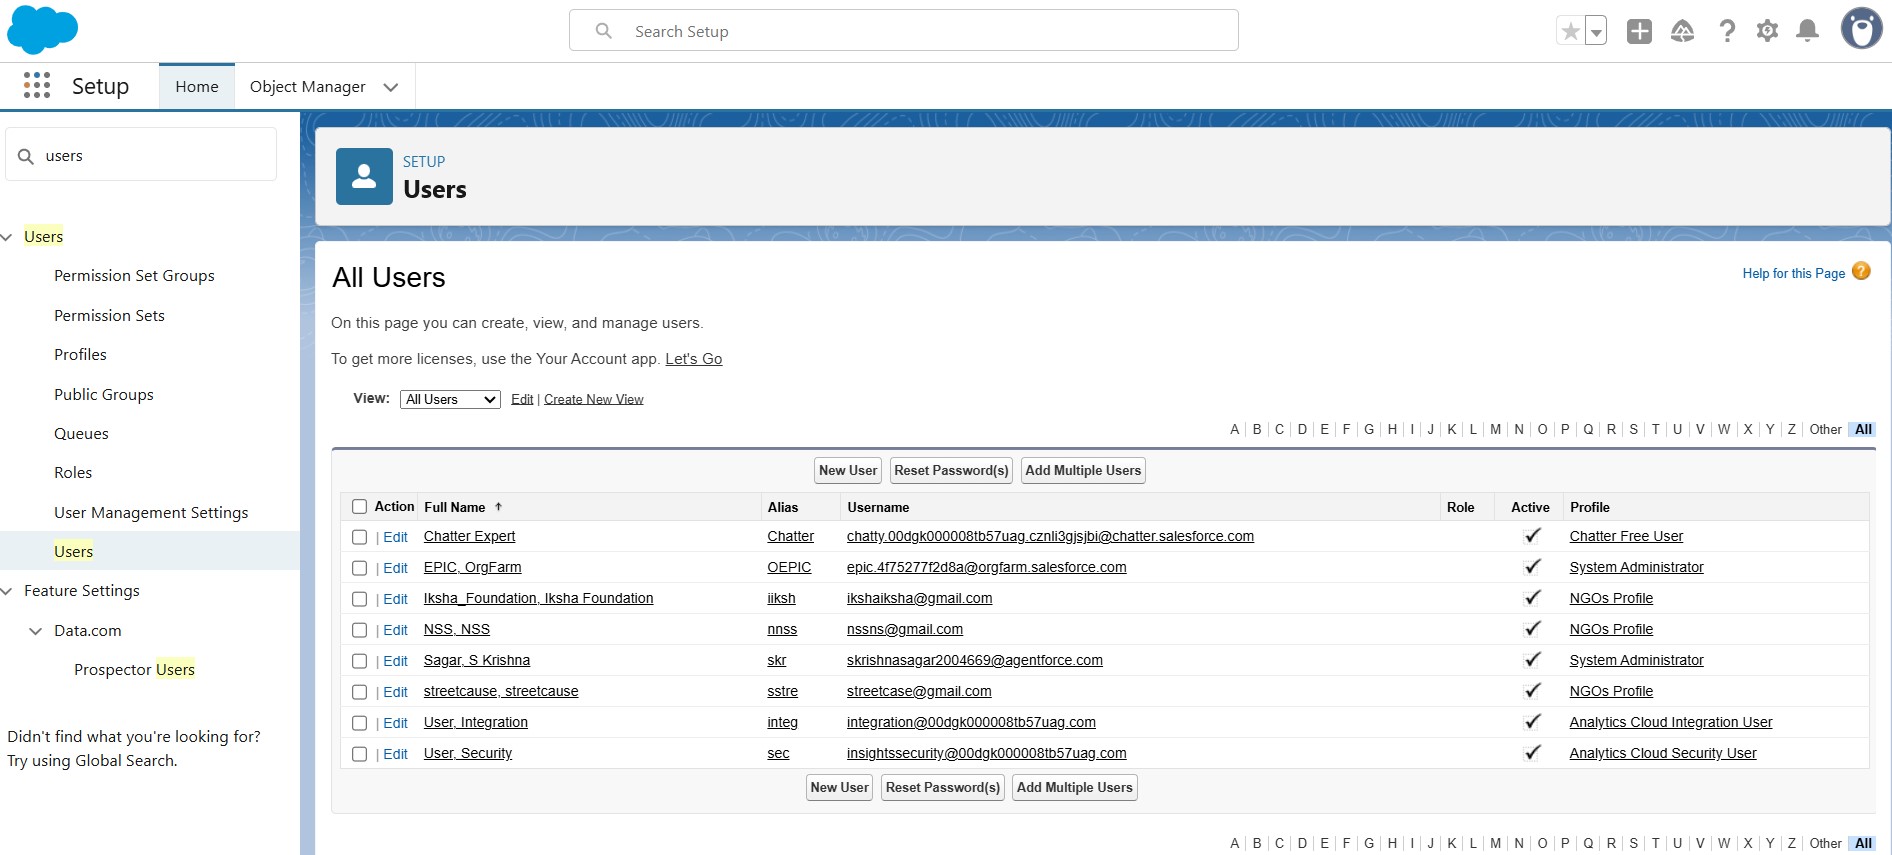 Search Setup
Setup Home Object Manager
users
SETUP
Users
Users
Permission Set Groups
Permission Sets
Profiles
Public Groups
Queues
Roles
User Management Settings
Users
Feature Settings
Data.com
Prospector Users
Didn't find what you're looking for?
Try using Global Search.
All Users
Help for this Page ?
On this page you can create, view, and manage users.
To get more licenses, use the Your Account app. Let's Go
View: All Users Edit | Create New View
A B C D E F G H I J K L M N O P Q R S T U V W X Y Z Other All
New User Reset Password(s) Add Multiple Users
Action Full Name Alias Username Role Active Profile
| Edit Chatter Expert Chatter chatty.00dgk000008tb57uag.cznli3gjsjbi@chatter.salesforce.com Chatter Free User
| Edit EPIC, OrgFarm OEPIC epic.4f75277f2d8a@orgfarm.salesforce.com System Administrator
| Edit Iksha_Foundation, Iksha Foundation iiksh ikshaiksha@gmail.com NGOs Profile
| Edit NSS, NSS nnss nssns@gmail.com NGOs Profile
| Edit Sagar, S Krishna skr skrishnasagar2004669@agentforce.com System Administrator
| Edit streetcause, streetcause sstre streetcase@gmail.com NGOs Profile
| Edit User, Integration integ integration@00dgk000008tb57uag.com Analytics Cloud Integration User
| Edit User, Security sec insightssecurity@00dgk000008tb57uag.com Analytics Cloud Security User
New User Reset Password(s) Add Multiple Users
A B C D E F G H I J K L M N O P Q R S T U V W X Y Z Other All